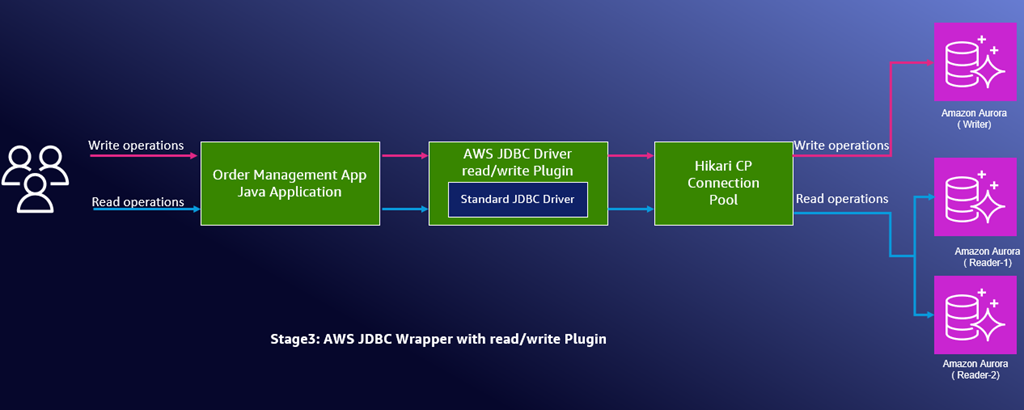 Write operations
Read operations
Order Management App
Java Application
AWS JDBC Driver
read/write Plugin
Standard JDBC Driver
Hikari CP
Connection
Pool
Write operations
Read operations
Amazon Aurora
( Writer)
Amazon Aurora
( Reader-1)
Amazon Aurora
( Reader-2)
Stage3: AWS JDBC Wrapper with read/write Plugin